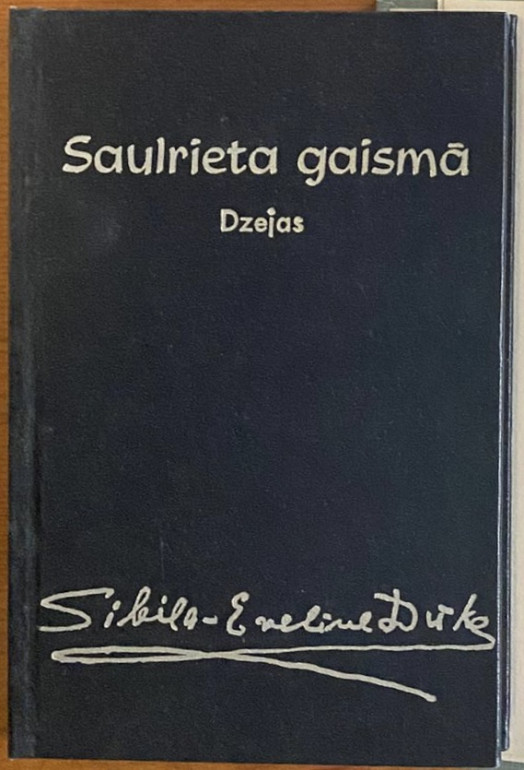 Saulrieta gaismā
Dzejas
Sibila-Eveline